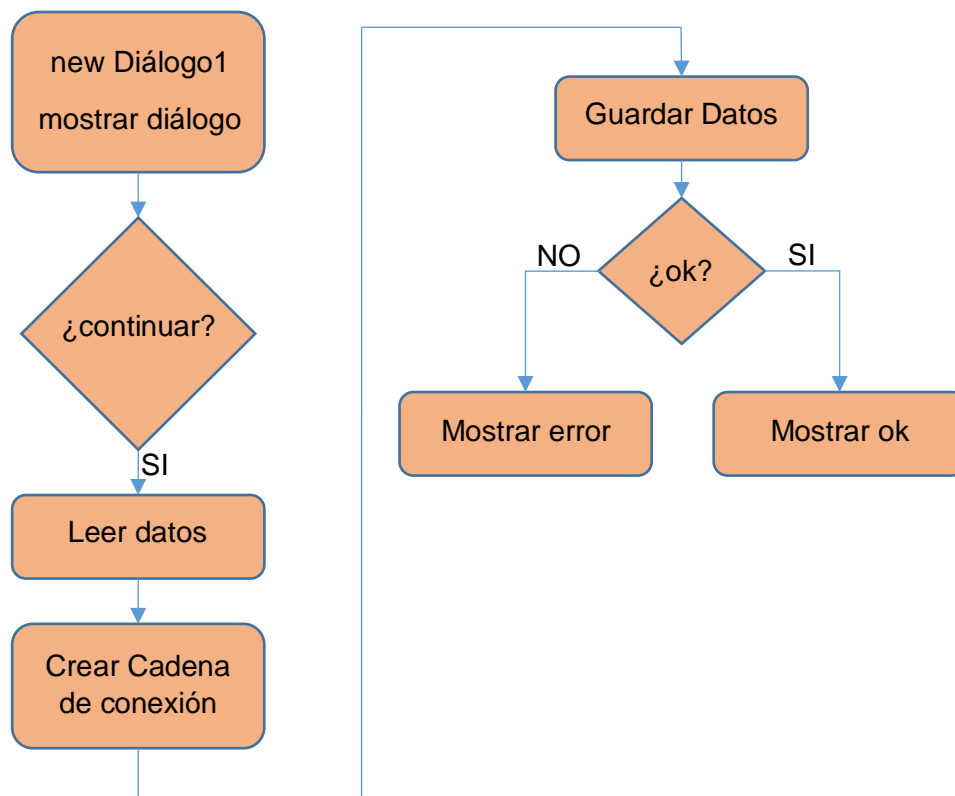 new Diálogo1
mostrar diálogo
¿continuar?
SI
Leer datos
Crear Cadena
de conexión
Guardar Datos
¿ok?
NO
SI
Mostrar error
Mostrar ok